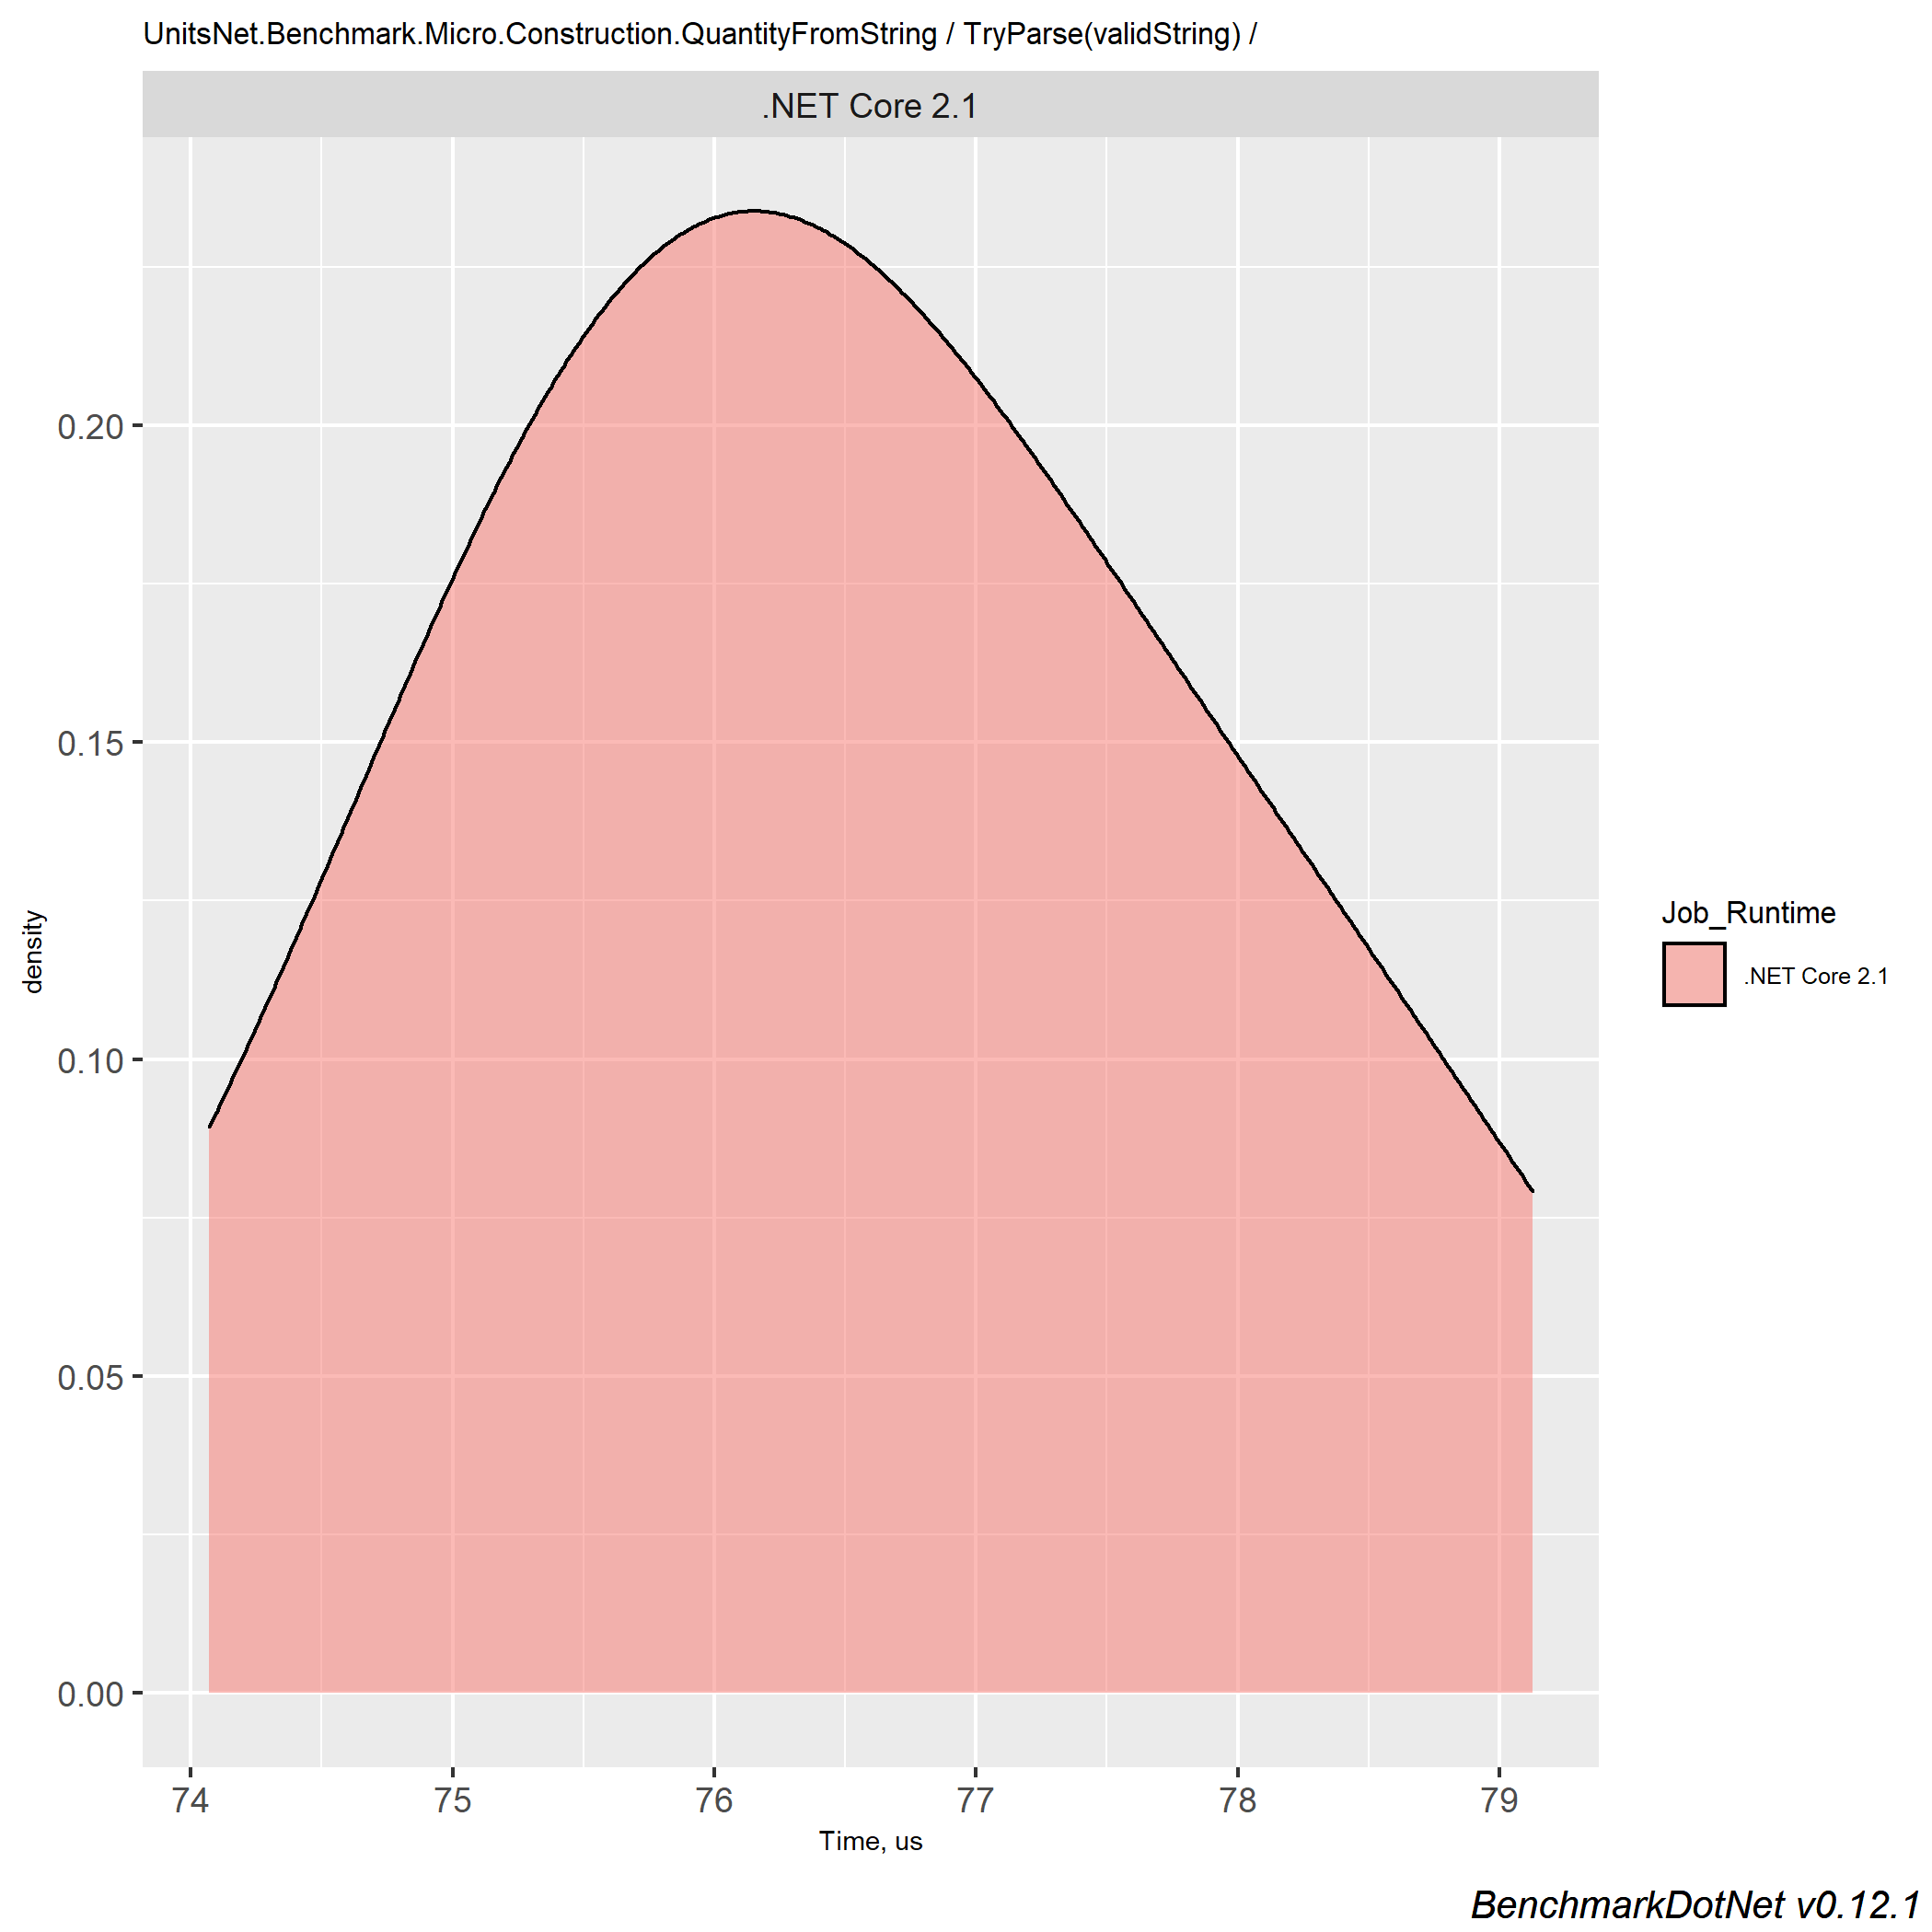 UnitsNet.Benchmark.Micro.Construction.QuantityFromString / TryParse(validString) /
.NET Core 2.1
0.20
0.15
0.10
0.05
0.00
density
74 75 76 77 78 79
Time, us
Job_Runtime
.NET Core 2.1
BenchmarkDotNet v0.12.1